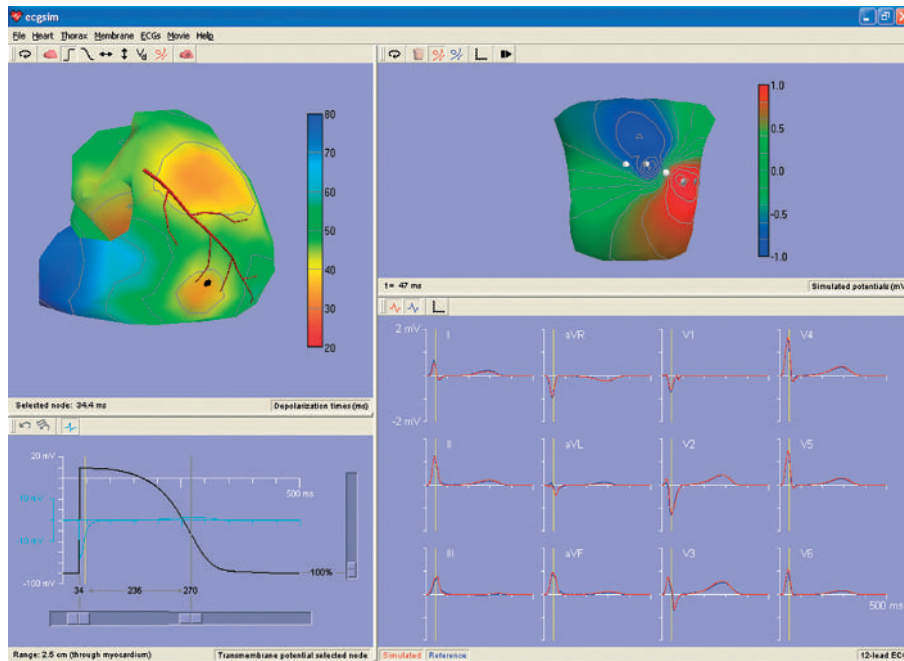 ecgsim
File Heart Thorax Membrane ECGs Movie Help
80
70
60
50
40
30
20
Selected node: 34.4 ms
Depolarization times (ms)
1.0
0.5
0.0
-0.5
-1.0
t = 47 ms
Simulated potentials (mV
20 mV
500 ms
10 mV
-10 mV
-100 mV
100%
34
236
270
Range: 2.5 cm (through myocardium)
Transmembrane potential selected node
2 mV
I
aVR
V1
V4
-2 mV
II
aVL
V2
V5
III
aVF
V3
V6
500 ms
Simulated
Reference
12-lead EC